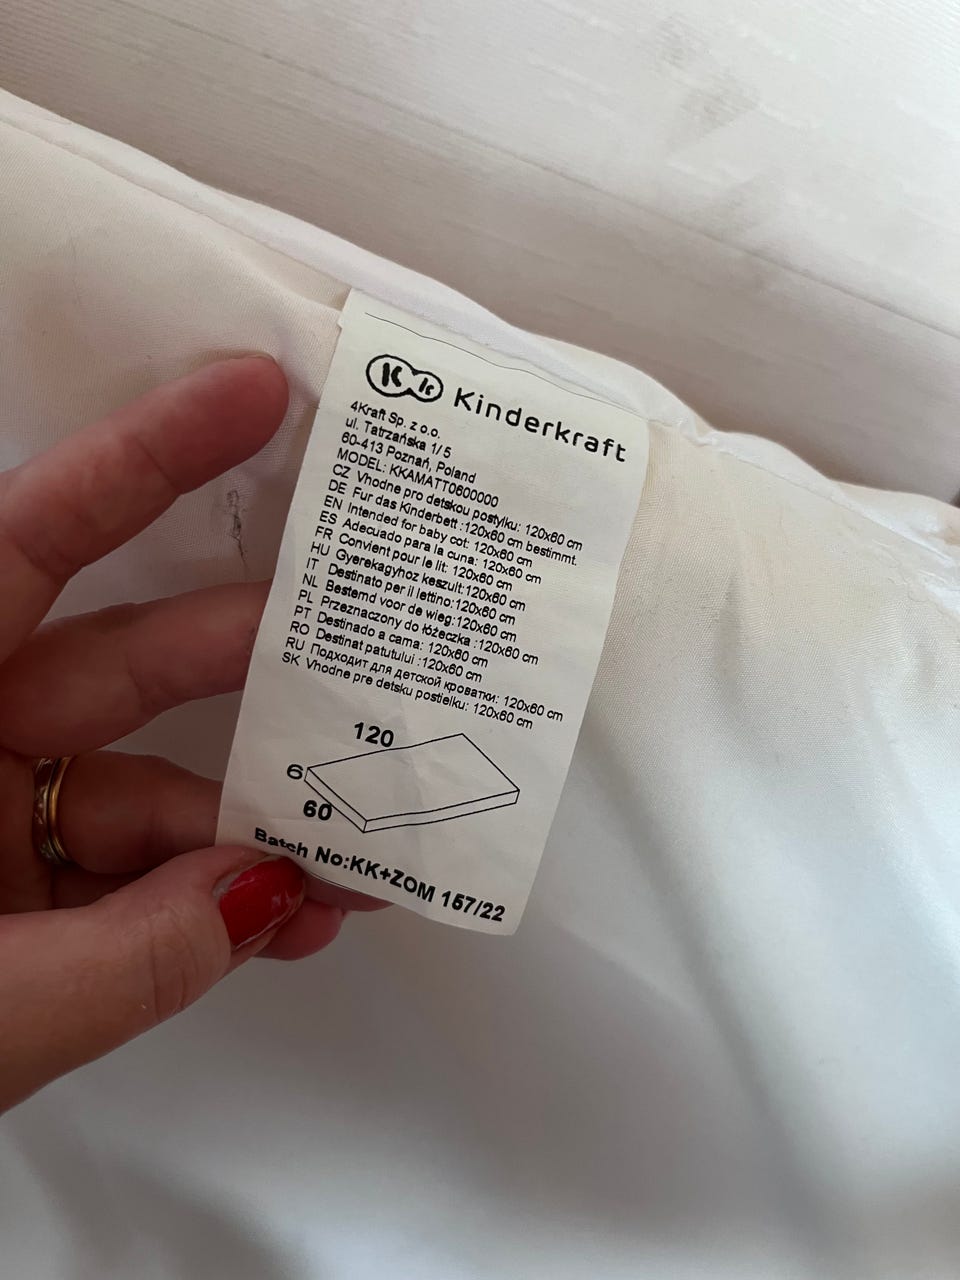 K k
Kinderkraft
4Kraft Sp. z o.o.
ul. Tatrzańska 1/5
60-413 Poznań, Poland
MODEL: KKAMATT0600000
CZ Vhodne pro detskou postylku: 120x60 cm
DE Fur das Kinderbett :120x60 cm bestimmt.
EN Intended for baby cot: 120x60 cm
ES Adecuado para la cuna: 120x60 cm
FR Convient pour le lit: 120x60 cm
HU Gyerekagyhoz keszult:120x60 cm
IT Destinato per il lettino:120x60 cm
NL Bestemd voor de wieg:120x60 cm
PL Przeznaczony do łóżeczka :120x60 cm
PT Destinado a cama: 120x60 cm
RO Destinat patutului :120x60 cm
RU Подходит для детской кроватки: 120x60 cm
SK Vhodne pre detsku postielku: 120x60 cm
120
6
60
Batch No:KK+ZOM 157/22